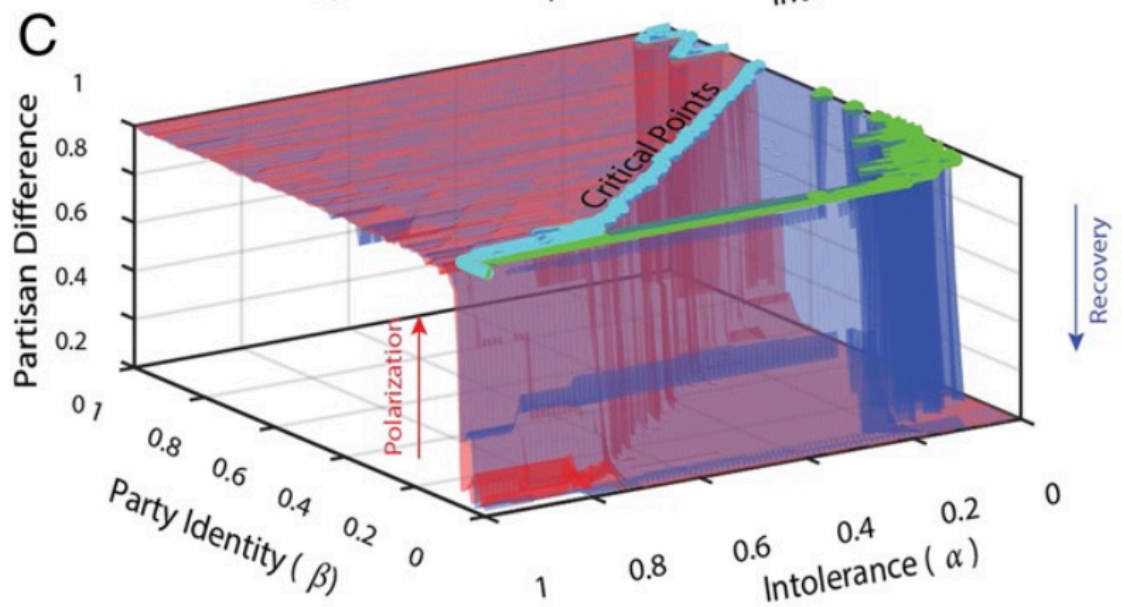 C
Partisan Difference
1
0.8
0.6
0.4
0.2
0
Critical Points
Polarization
Recovery
1
0.8
0.6
0.4
0.2
0
Party Identity ( β)
1
0.8
0.6
0.4
0.2
0
Intolerance ( α )